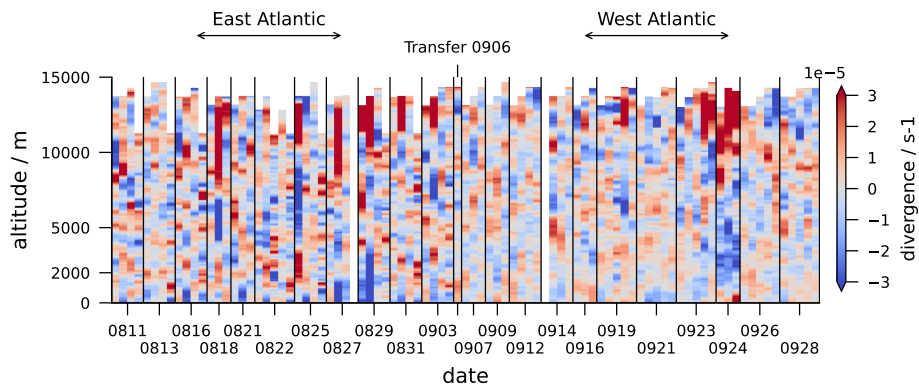 East Atlantic
West Atlantic
Transfer 0906
1e−5
15000
10000
5000
2000
0
altitude / m
3
2
1
0
−1
−2
−3
divergence / s-1
0811 0816 0821 0825 0829 0903 0909 0914 0919 0923 0926
0813 0818 0822 0827 0831 0907 0912 0916 0921 0924 0928
date